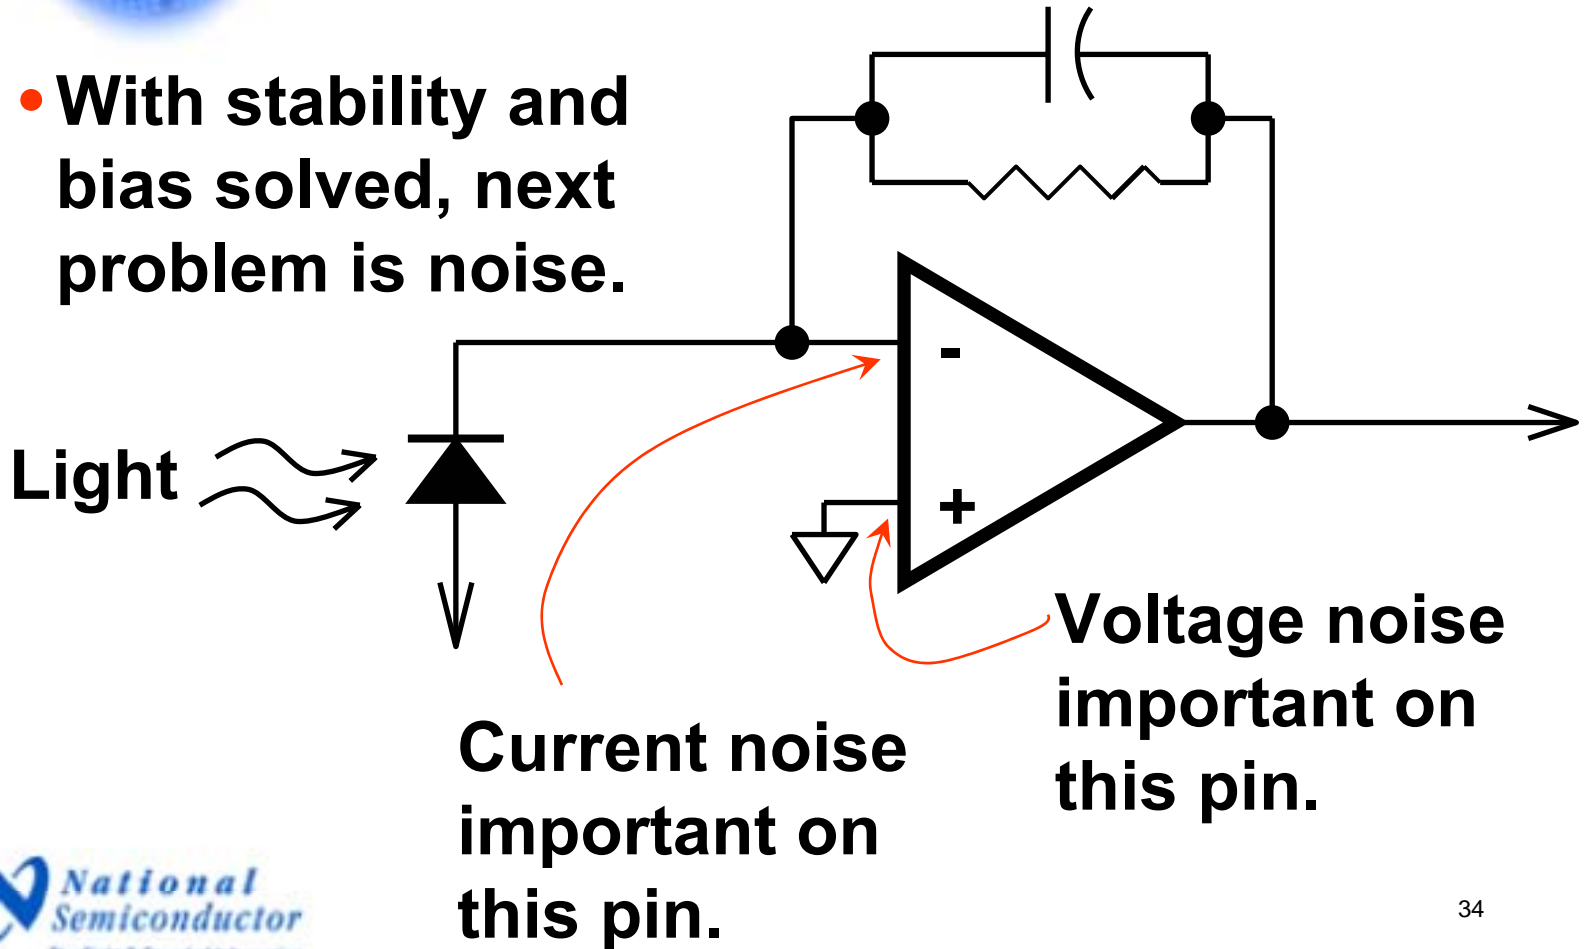 • With stability and
bias solved, next
problem is noise.
-
Light
+
Voltage noise
important on
this pin.
Current noise
important on
this pin.
National
Semiconductor
34